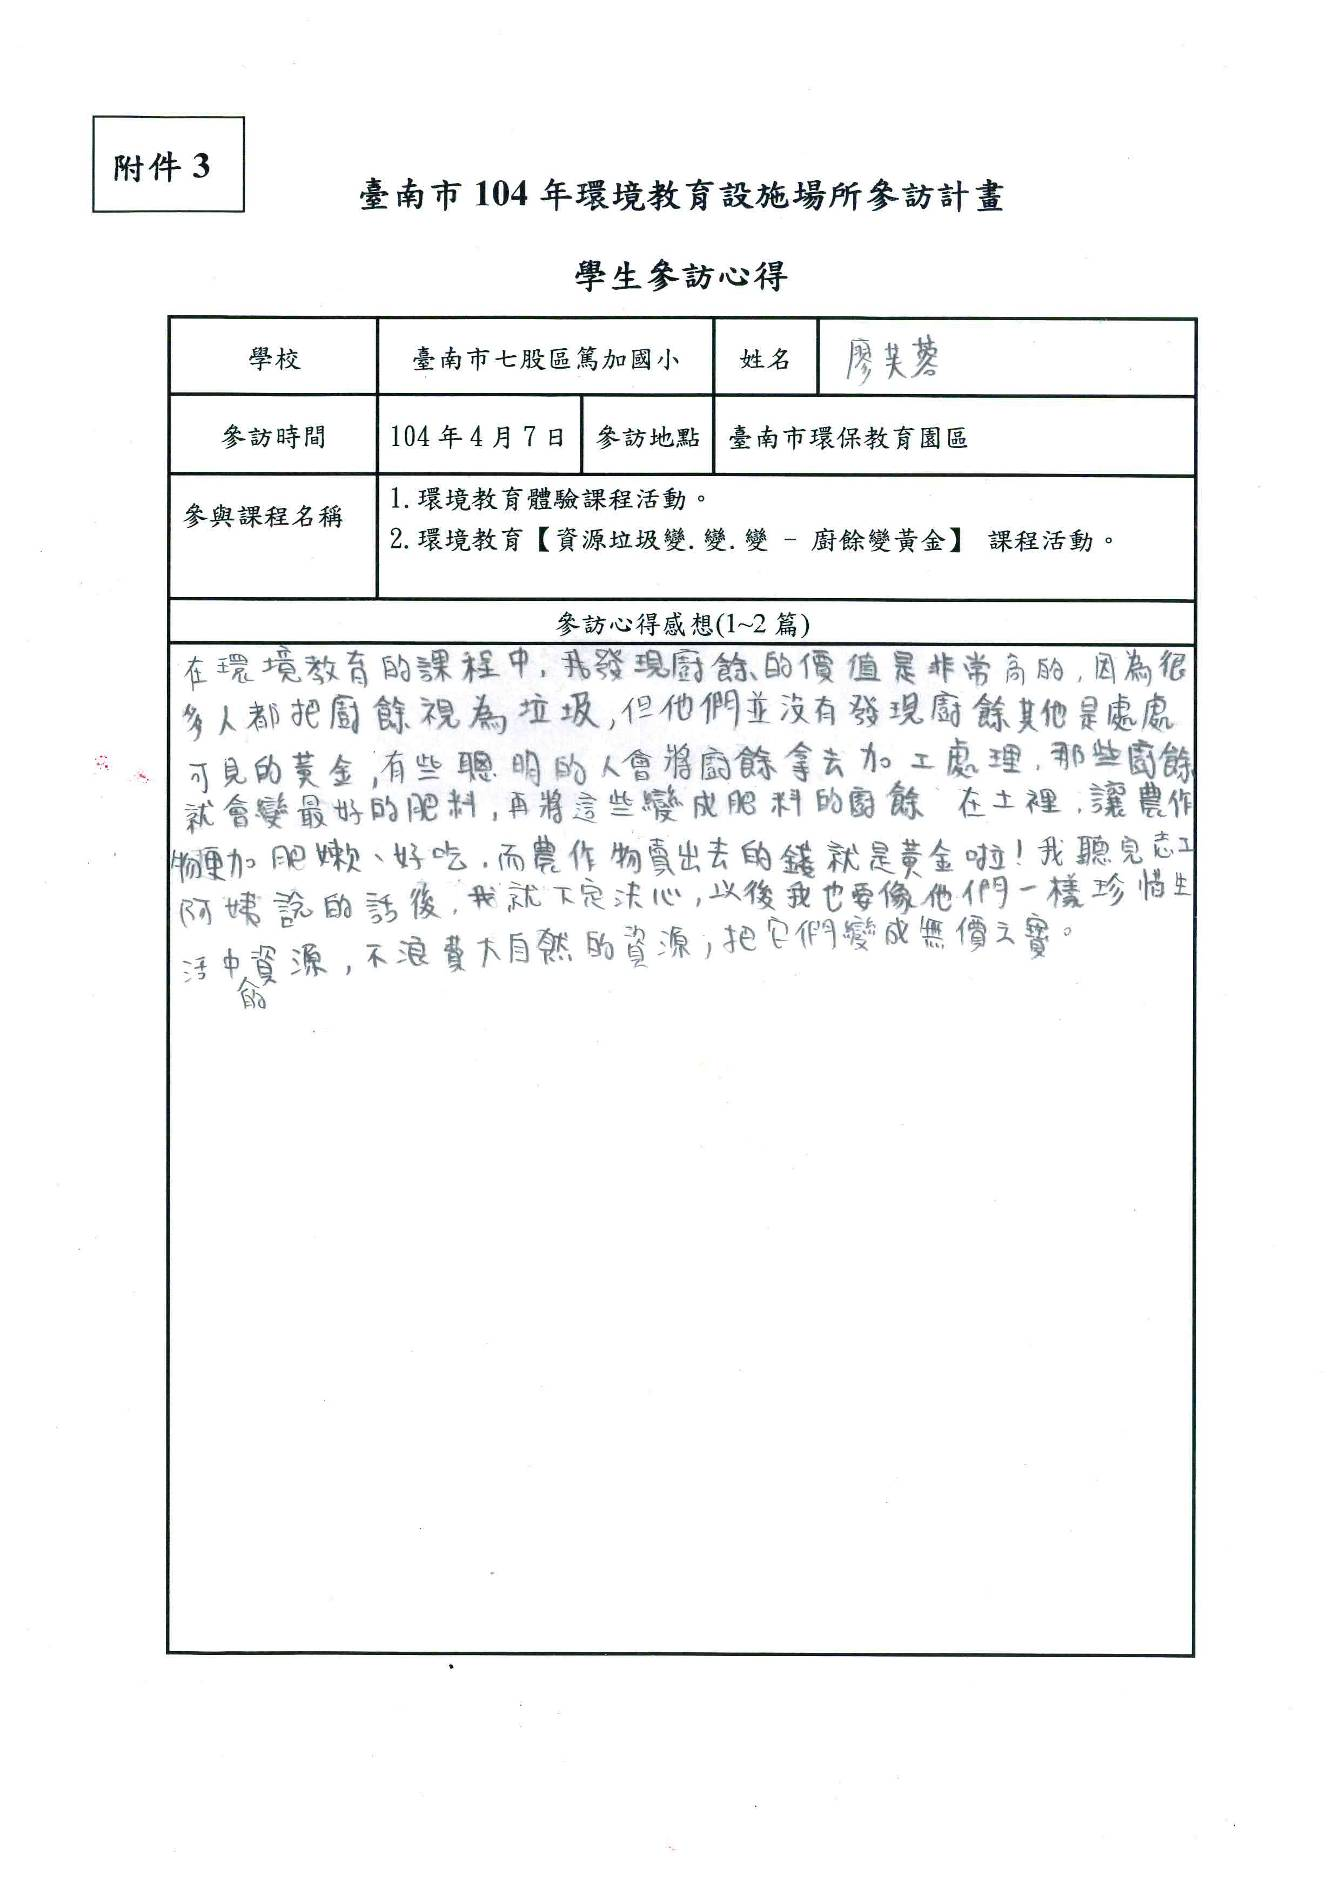 附件 3
臺南市 104 年環境教育設施場所參訪計畫
學生參訪心得
學校 臺南市七股區篤加國小 姓名 廖芙蓉
參訪時間 104 年 4 月 7 日 參訪地點 臺南市環保教育園區
參與課程名稱
1.環境教育體驗課程活動。
2.環境教育【資源垃圾變.變.變 - 廚餘變黃金】 課程活動。
參訪心得感想(1~2 篇)
在環境教育的課程中,我發現廚餘的價值是非常高的,因為很
多人都把廚餘視為垃圾,但他們並沒有發現廚餘其他是處處
可見的黃金,有些聰明的人會將廚餘拿去加工處理,那些廚餘
就會變最好的肥料,再將這些變成肥料的廚餘 在土裡,讓農作
物更加肥嫩、好吃,而農作物賣出去的錢就是黃金啦!我聽見志工
阿姨說的話後,我就下定決心,以後我也要像他們一樣珍惜生
活中的資源,不浪費大自然的資源,把它們變成無價之寶。